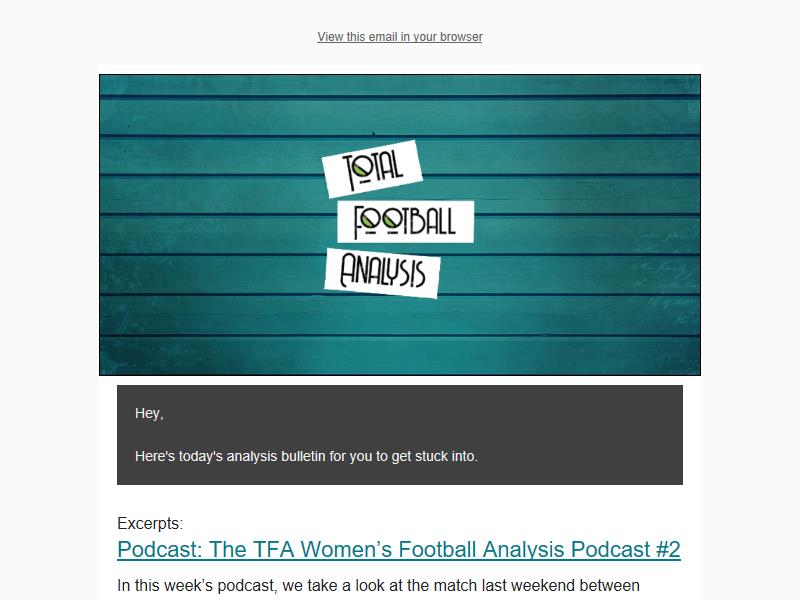 View this email in your browser
TOTAL
FOOTBALL
ANALYSIS
Hey,
Here's today's analysis bulletin for you to get stuck into.
Excerpts:
Podcast: The TFA Women’s Football Analysis Podcast #2
In this week’s podcast, we take a look at the match last weekend between